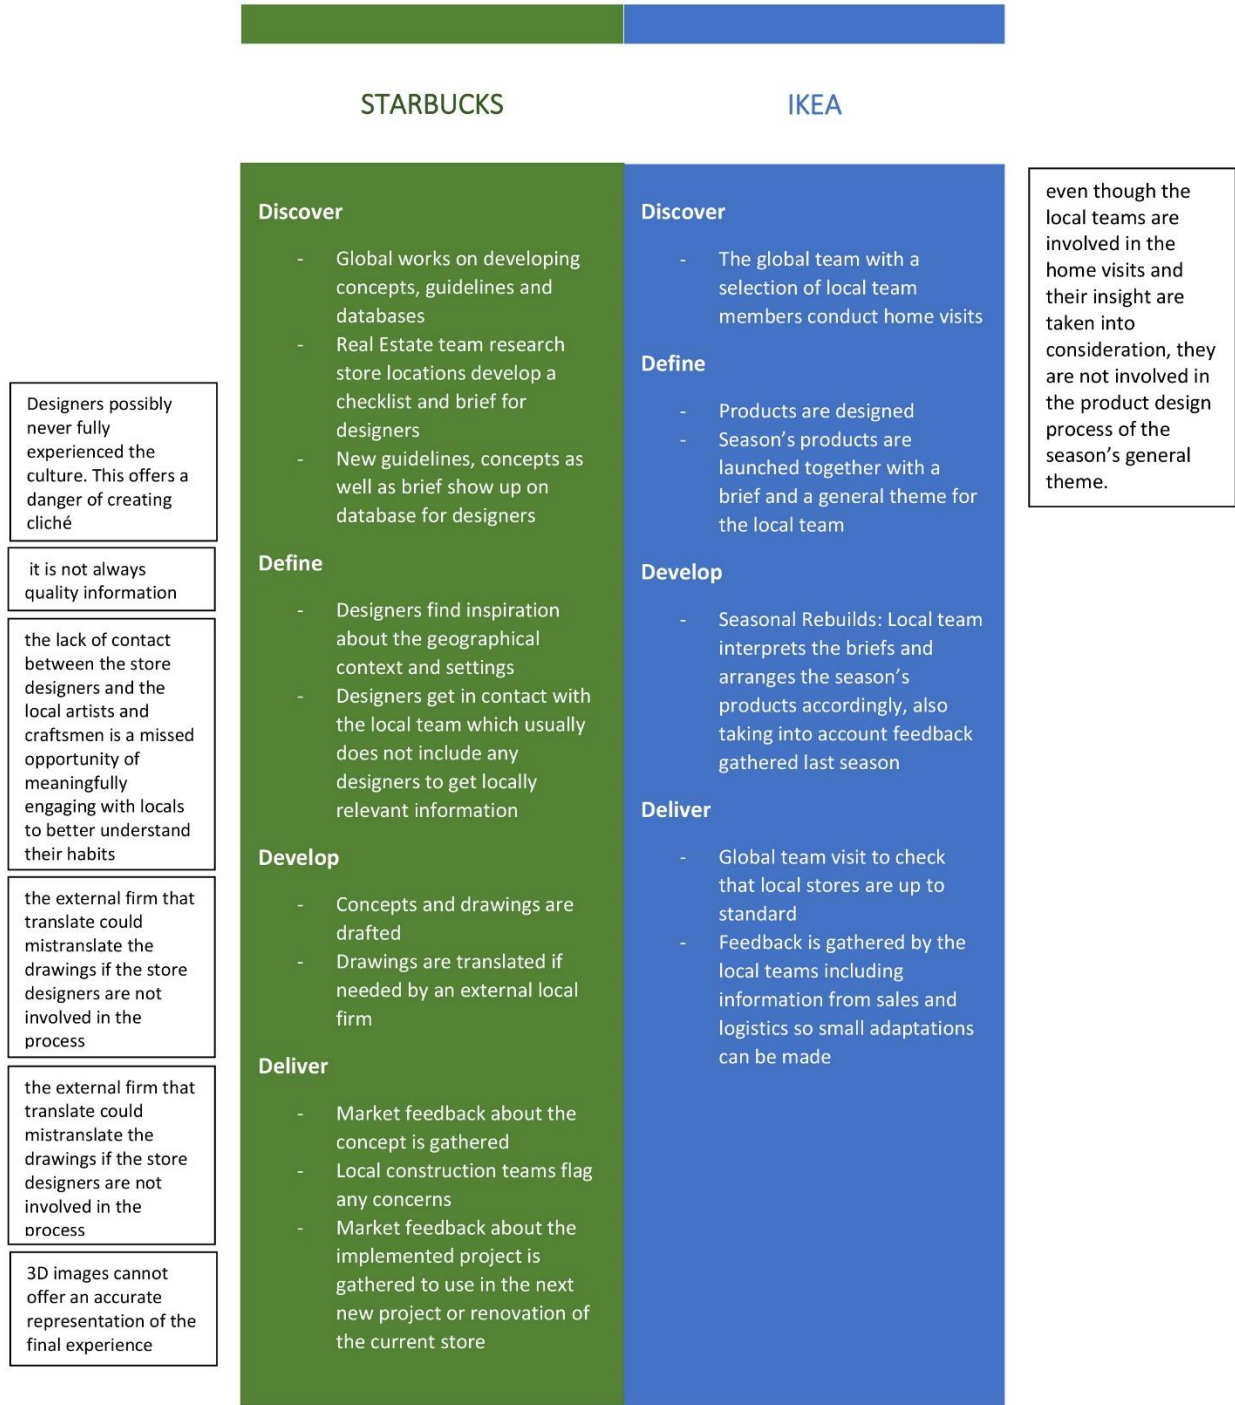 STARBUCKS
IKEA
Designers possibly
never fully
experienced the
culture. This offers a
danger of creating
cliché
it is not always
quality information
the lack of contact
between the store
designers and the
local artists and
craftsmen is a missed
opportunity of
meaningfully
engaging with locals
to better understand
their habits
the external firm that
translate could
mistranslate the
drawings if the store
designers are not
involved in the
process
the external firm that
translate could
mistranslate the
drawings if the store
designers are not
involved in the
process
3D images cannot
offer an accurate
representation of the
final experience
Discover
- Global works on developing
concepts, guidelines and
databases
- Real Estate team research
store locations develop a
checklist and brief for
designers
- New guidelines, concepts as
well as brief show up on
database for designers
Define
- Designers find inspiration
about the geographical
context and settings
- Designers get in contact with
the local team which usually
does not include any
designers to get locally
relevant information
Develop
- Concepts and drawings are
drafted
- Drawings are translated if
needed by an external local
firm
Deliver
- Market feedback about the
concept is gathered
- Local construction teams flag
any concerns
- Market feedback about the
implemented project is
gathered to use in the next
new project or renovation of
the current store
Discover
- The global team with a
selection of local team
members conduct home visits
Define
- Products are designed
- Season’s products are
launched together with a
brief and a general theme for
the local team
Develop
- Seasonal Rebuilds: Local team
interprets the briefs and
arranges the season’s
products accordingly, also
taking into account feedback
gathered last season
Deliver
- Global team visit to check
that local stores are up to
standard
- Feedback is gathered by the
local teams including
information from sales and
logistics so small adaptations
can be made
even though the
local teams are
involved in the
home visits and
their insight are
taken into
consideration, they
are not involved in
the product design
process of the
season’s general
theme.